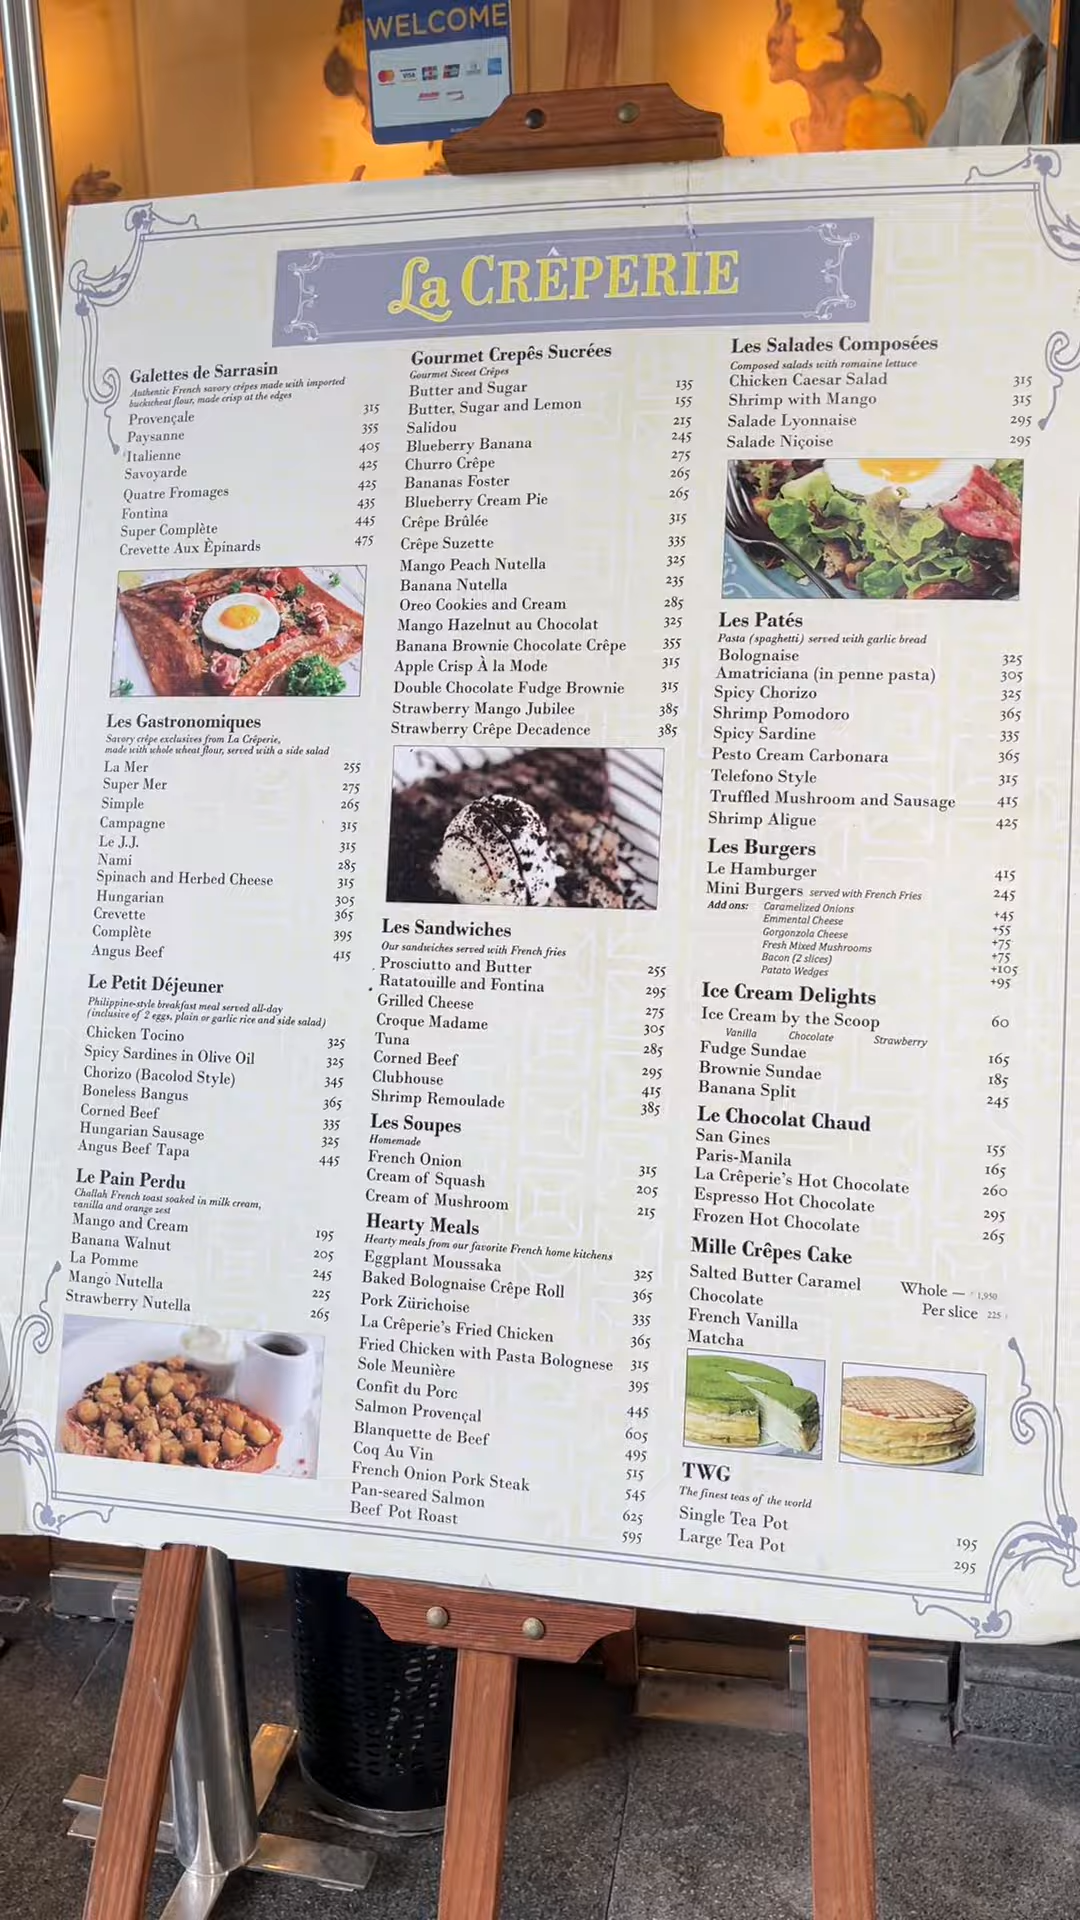 WELCOME
VISA
La CRÊPERIE
Galettes de Sarrasin
Authentic French savory crêpes made with imported
buckwheat flour, made crisp at the edges
Provençale 315
Paysanne 355
Italienne 405
Savoyarde 425
Quatre Fromages 425
Fontina 435
Super Complète 445
Crevette Aux Èpinards 475
Les Gastronomiques
Savory crêpe exclusives from La Crêperie,
made with whole wheat flour, served with a side salad
La Mer 255
Super Mer 275
Simple 265
Campagne 315
Le J.J. 315
Nami 285
Spinach and Herbed Cheese 315
Hungarian 305
Crevette 365
Complète 395
Angus Beef 415
Le Petit Déjeuner
Philippine-style breakfast meal served all-day
(inclusive of 2 eggs, plain or garlic rice and side salad)
Chicken Tocino 325
Spicy Sardines in Olive Oil 325
Chorizo (Bacolod Style) 345
Boneless Bangus 365
Corned Beef 335
Hungarian Sausage 325
Angus Beef Tapa 445
Le Pain Perdu
Challah French toast soaked in milk cream,
vanilla and orange zest
Mango and Cream 195
Banana Walnut 205
La Pomme 245
Mango Nutella 225
Strawberry Nutella 265
Gourmet Crepês Sucrées
Gourmet Sweet Crêpes
Butter and Sugar 135
Butter, Sugar and Lemon 155
Salidou 215
Blueberry Banana 245
Churro Crêpe 275
Bananas Foster 265
Blueberry Cream Pie 265
Crêpe Brûlée 315
Crêpe Suzette 335
Mango Peach Nutella 325
Banana Nutella 235
Oreo Cookies and Cream 285
Mango Hazelnut au Chocolat 325
Banana Brownie Chocolate Crêpe 355
Apple Crisp À la Mode 315
Double Chocolate Fudge Brownie 315
Strawberry Mango Jubilee 385
Strawberry Crêpe Decadence 385
Les Sandwiches
Our sandwiches served with French fries
Prosciutto and Butter 255
Ratatouille and Fontina 295
Grilled Cheese 275
Croque Madame 305
Tuna 285
Corned Beef 295
Clubhouse 415
Shrimp Remoulade 385
Les Soupes
Homemade
French Onion 315
Cream of Squash 205
Cream of Mushroom 215
Hearty Meals
Hearty meals from our favorite French home kitchens
Eggplant Moussaka 325
Baked Bolognaise Crêpe Roll 365
Pork Zürichoise 335
La Crêperie's Fried Chicken 365
Fried Chicken with Pasta Bolognese 315
Sole Meunière 395
Confit du Porc 445
Salmon Provençal 605
Blanquette de Beef 495
Coq Au Vin 515
French Onion Pork Steak 545
Pan-seared Salmon 625
Beef Pot Roast 595
Les Salades Composées
Composed salads with romaine lettuce
Chicken Caesar Salad 315
Shrimp with Mango 315
Salade Lyonnaise 295
Salade Niçoise 295
Les Patés
Pasta (spaghetti) served with garlic bread
Bolognaise 325
Amatriciana (in penne pasta) 305
Spicy Chorizo 325
Shrimp Pomodoro 365
Spicy Sardine 335
Pesto Cream Carbonara 365
Telefono Style 315
Truffled Mushroom and Sausage 415
Shrimp Aligue 425
Les Burgers
Le Hamburger 415
Mini Burgers served with French Fries 245
Add ons: Caramelized Onions +45
Emmental Cheese +55
Gorgonzola Cheese +75
Fresh Mixed Mushrooms +75
Bacon (2 slices) +105
Patato Wedges +95
Ice Cream Delights
Ice Cream by the Scoop 60
Vanilla Chocolate Strawberry
Fudge Sundae 165
Brownie Sundae 185
Banana Split 245
Le Chocolat Chaud
San Gines 155
Paris-Manila 165
La Crêperie's Hot Chocolate 260
Espresso Hot Chocolate 295
Frozen Hot Chocolate 265
Mille Crêpes Cake
Salted Butter Caramel Whole — 1,950
Chocolate Per slice 225
French Vanilla
Matcha
TWG
The finest teas of the world
Single Tea Pot 195
Large Tea Pot 295